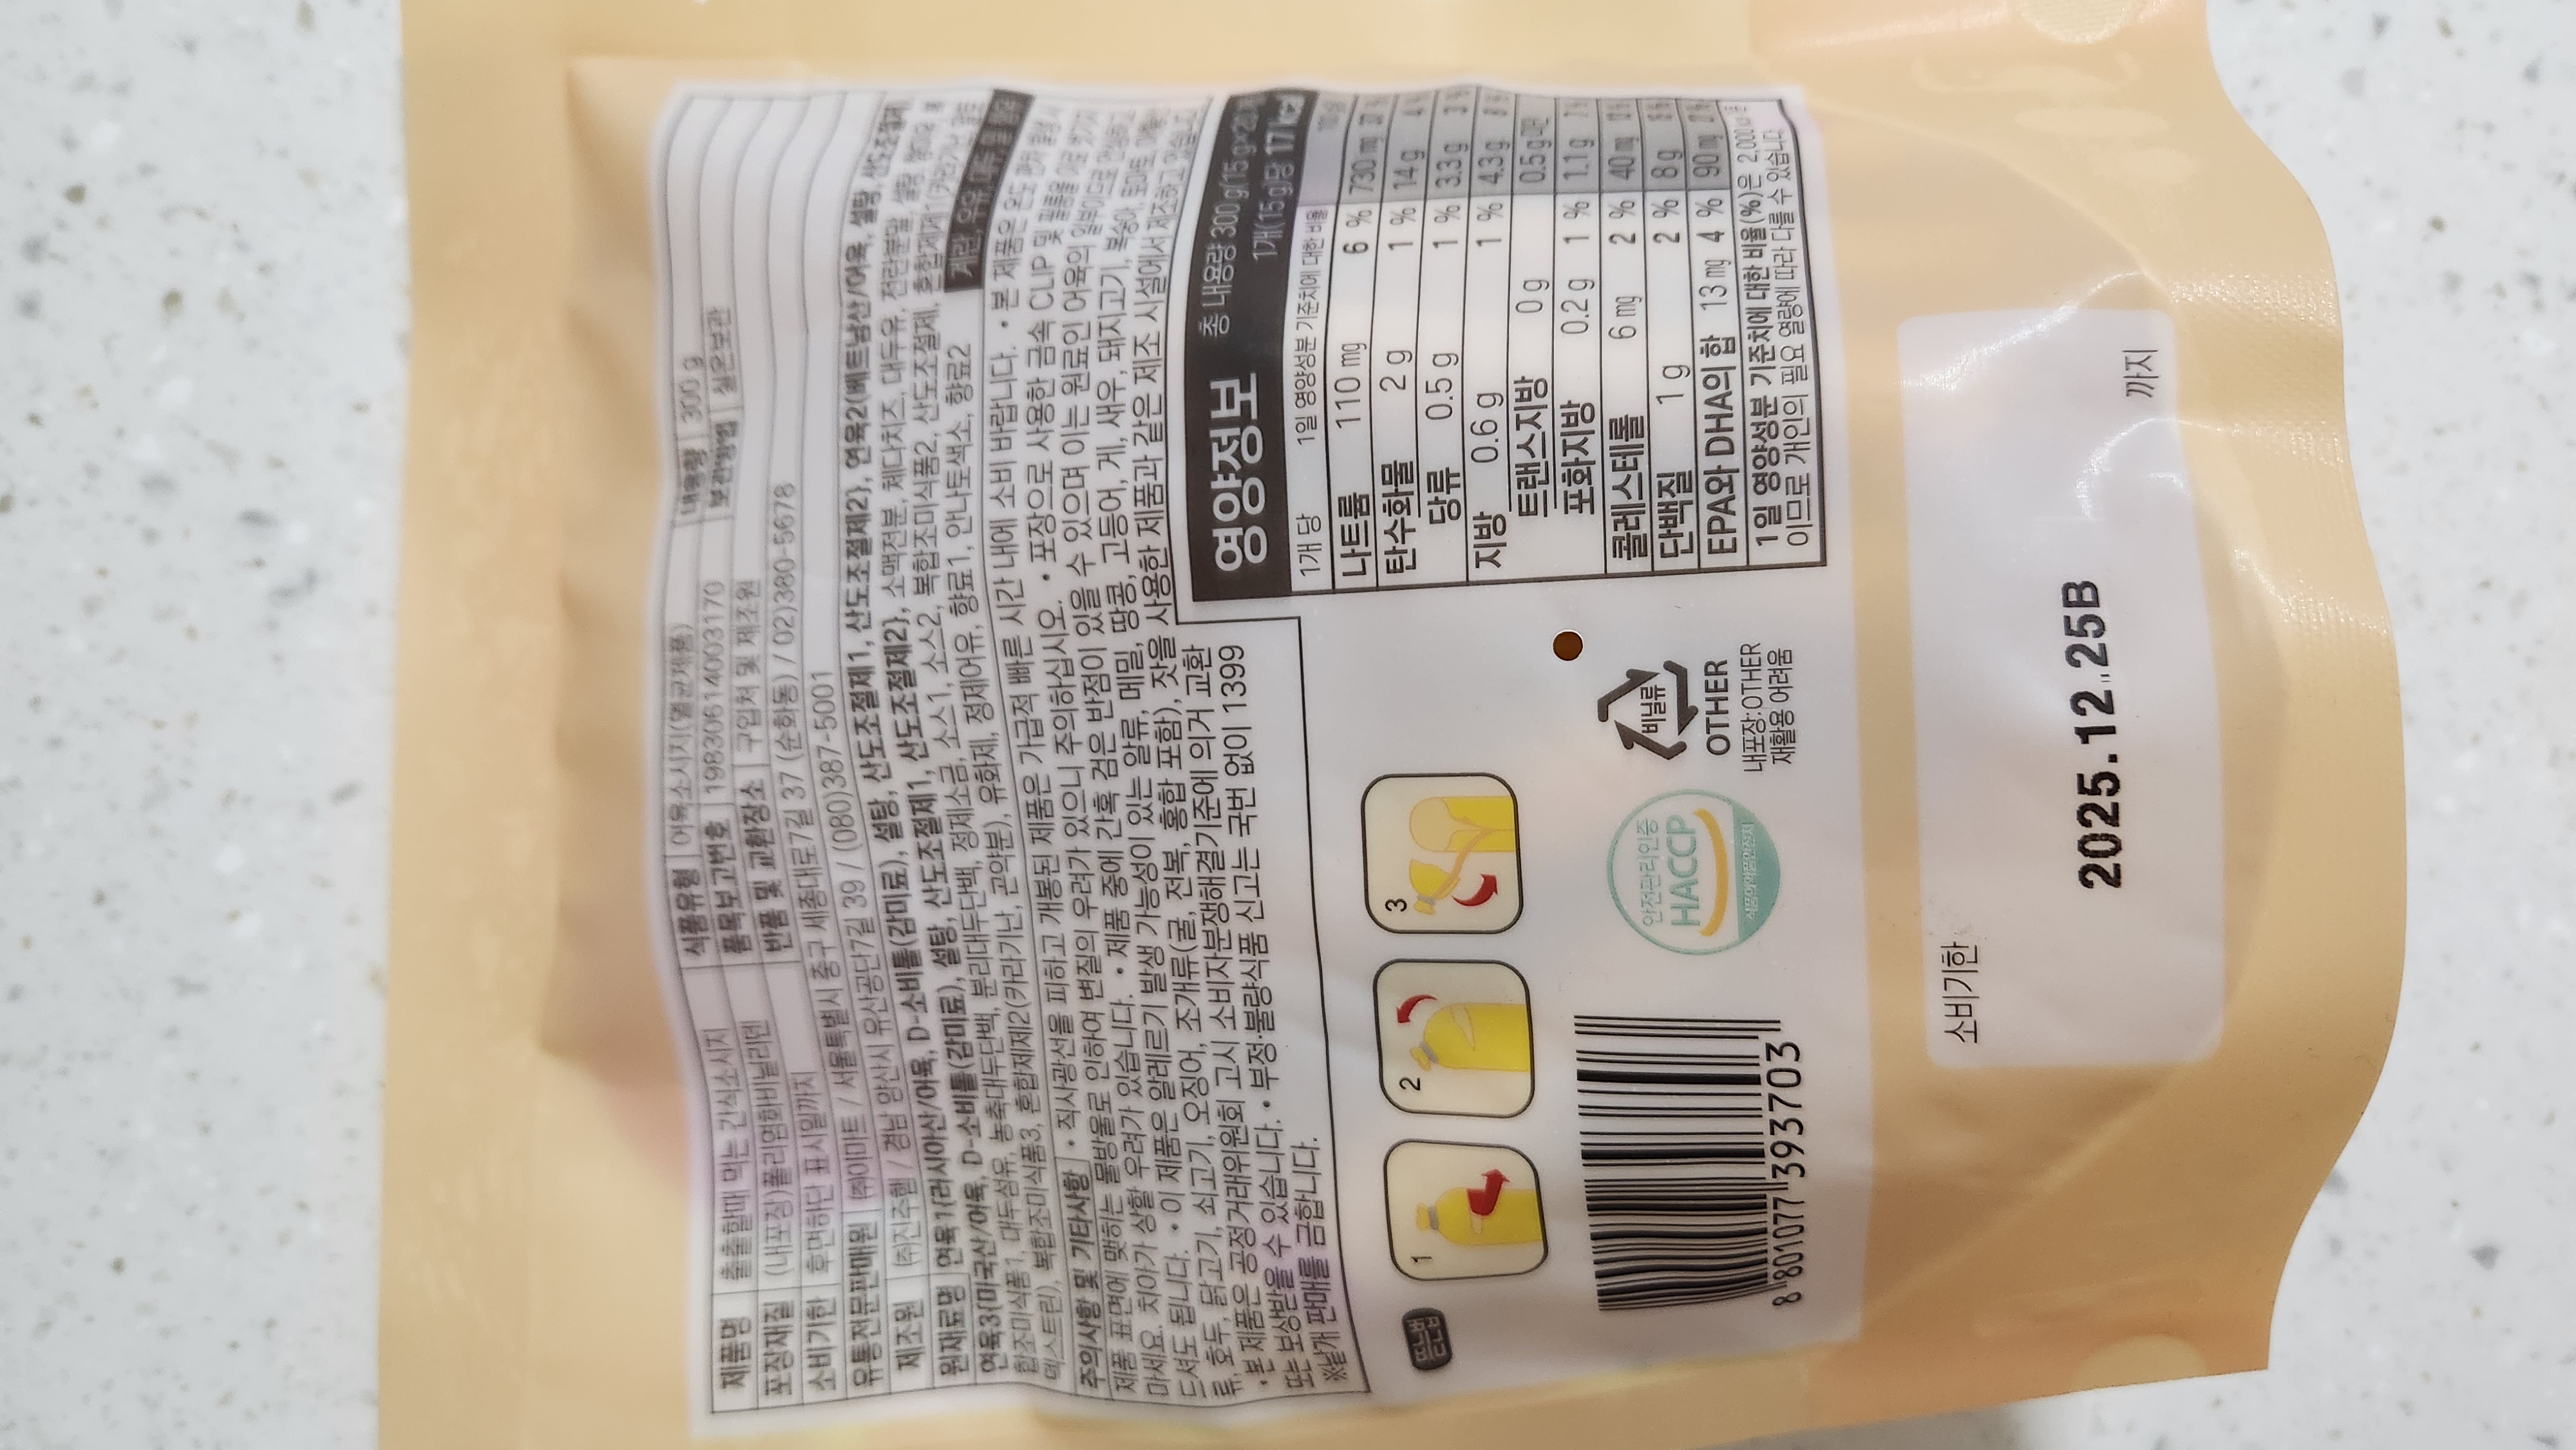 제품명 출출할때 먹는 간식소시지 식품유형 어육소시지(멸균제품) 내용량 300 g
포장재질 (내포장)폴리염화비닐리덴 품목보고번호 19830614003170 보관방법 실온보관
소비기한 후면하단 표시일까지 반품 및 교환장소 구입처 및 제조원
유통전문판매원 (주)이마트 / 서울특별시 중구 세종대로7길 37 (순화동) / 02)380-5678
제조원 (주)진주햄 / 경남 양산시 유산공단7길 39 / (080)387-5001
원재료명 연육1{러시아산/어육, D-소비톨(감미료), 설탕, 산도조절제1, 산도조절제2}, 연육2{베트남산/어육, 설탕, 산도조절제},
연육3{미국산/어육, D-소비톨(감미료), 설탕, 산도조절제1, 산도조절제2}, 소맥전분, 체다치즈, 대두유, 전란분말, 설탕,
합조미식품1, 대두섬유, 농축대두단백, 분리대두단백, 정제소금, 소스1, 소스2, 복합조미식품2, 산도조절제, 혼합제제1(카라기난,
덱스트린), 복합조미식품3, 혼합제제2(카라기난, 곤약분), 유화제, 정제어유, 향료1, 안나토색소, 향료2
계란, 우유, 대두, 밀 함유
주의사항 및 기타사항 • 직사광선을 피하고 개봉된 제품은 가급적 빠른 시간 내에 소비 바랍니다. • 본 제품은 온도
제품 표면에 맺히는 물방울로 인하여 변질의 우려가 있으니 주의하십시오. • 포장으로 사용한 금속 CLIP 및 필름을
마세요. 치아가 상할 우려가 있습니다. • 제품 중에 간혹 검은 반점이 있을 수 있으며 이는 원료인 어육의
드셔도 됩니다. • 이 제품은 알레르기 발생 가능성이 있는 알류, 메밀, 땅콩, 고등어, 게, 새우, 돼지고기, 복숭아, 토마토,
류, 호두, 닭고기, 쇠고기, 오징어, 조개류(굴, 전복, 홍합 포함), 잣을 사용한 제품과 같은 제조 시설에서 제조하고 있습니다.
• 본 제품은 공정거래위원회 고시 소비자분쟁해결기준에 의거 교환
또는 보상받을 수 있습니다. • 부정·불량식품 신고는 국번 없이 1399
※낱개 판매를 금합니다.
영양정보
총 내용량 300 g(15 g×20개)
1개(15 g)당 17 kcal
1개 당 1일 영양성분 기준치에 대한 비율 100 g당
나트륨 110 mg 6 % 730 mg 37 %
탄수화물 2 g 1 % 14 g 4 %
당류 0.5 g 1 % 3.3 g 3 %
지방 0.6 g 1 % 4.3 g 8 %
트랜스지방 0 g 0.5 g 미만
포화지방 0.2 g 1 % 1.1 g 7 %
콜레스테롤 6 mg 2 % 40 mg
단백질 1 g 2 % 8 g
EPA와 DHA의 합 13 mg 4 % 90 mg
1일 영양성분 기준치에 대한 비율(%)은 2,000 kcal 기준
이므로 개인의 필요 열량에 따라 다를 수 있습니다.
뜯는법
1
2
3
8 801077 393703
안전관리인증
HACCP
식품의약품안전처
비닐류
OTHER
내포장:OTHER
재활용 어려움
소비기한
2025.12.25B
까지